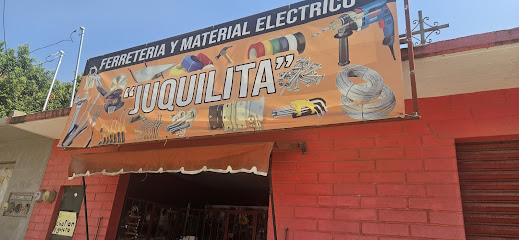 FERRETERIA Y MATERIAL ELECTRICO
"JUQUILITA"